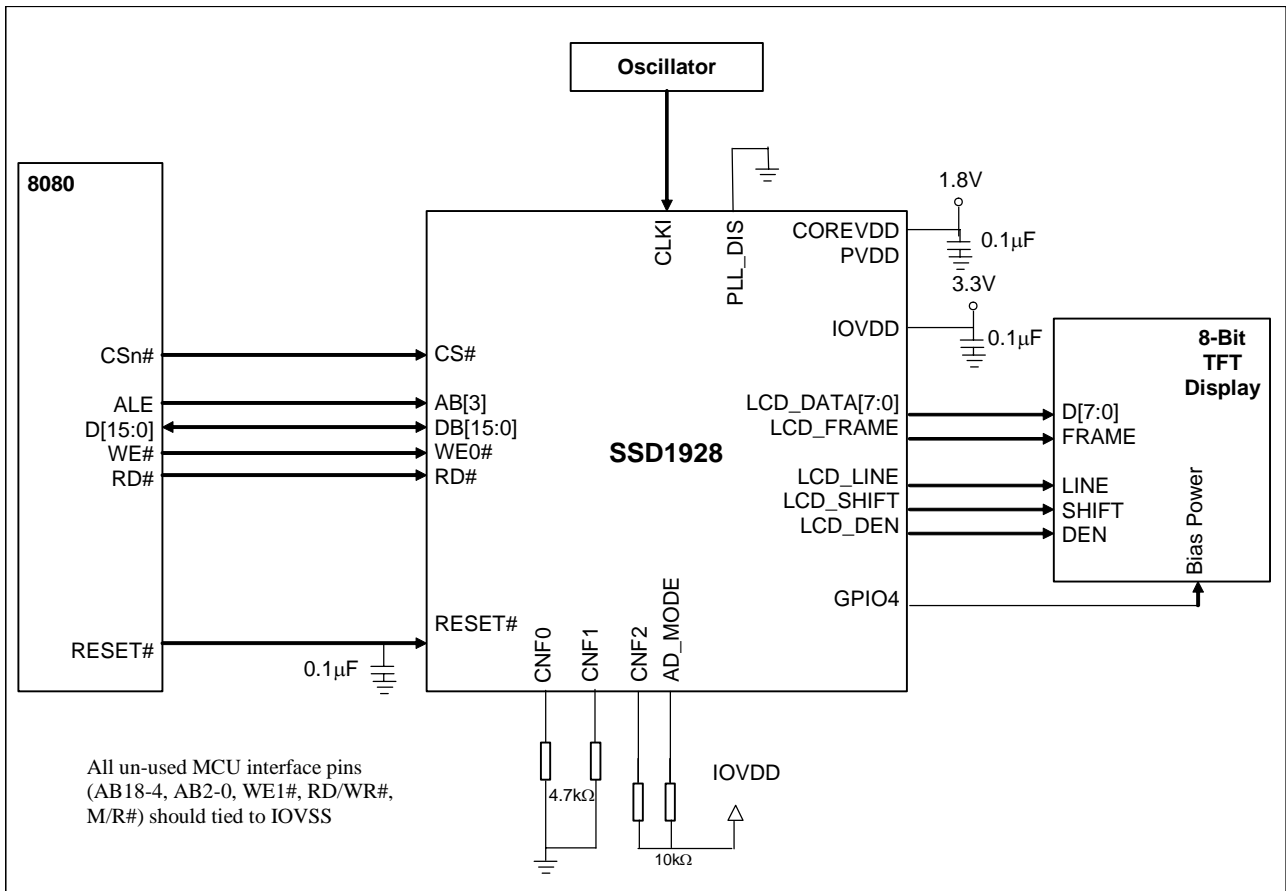 Oscillator
8080
CLKI
PLL_DIS
1.8V
COREVDD
PVDD
0.1μF
3.3V
IOVDD
0.1μF
8-Bit
TFT
Display
CSn#
CS#
ALE
AB[3]
D[15:0]
DB[15:0]
WE#
WE0#
RD#
RD#
SSD1928
LCD_DATA[7:0]
D[7:0]
LCD_FRAME
FRAME
LCD_LINE
LINE
LCD_SHIFT
SHIFT
LCD_DEN
DEN
Bias Power
GPIO4
RESET#
RESET#
0.1μF
CNF0
CNF1
CNF2
AD_MODE
All un-used MCU interface pins
(AB18-4, AB2-0, WE1#, RD/WR#,
M/R#) should tied to IOVSS
4.7kΩ
IOVDD
10kΩ